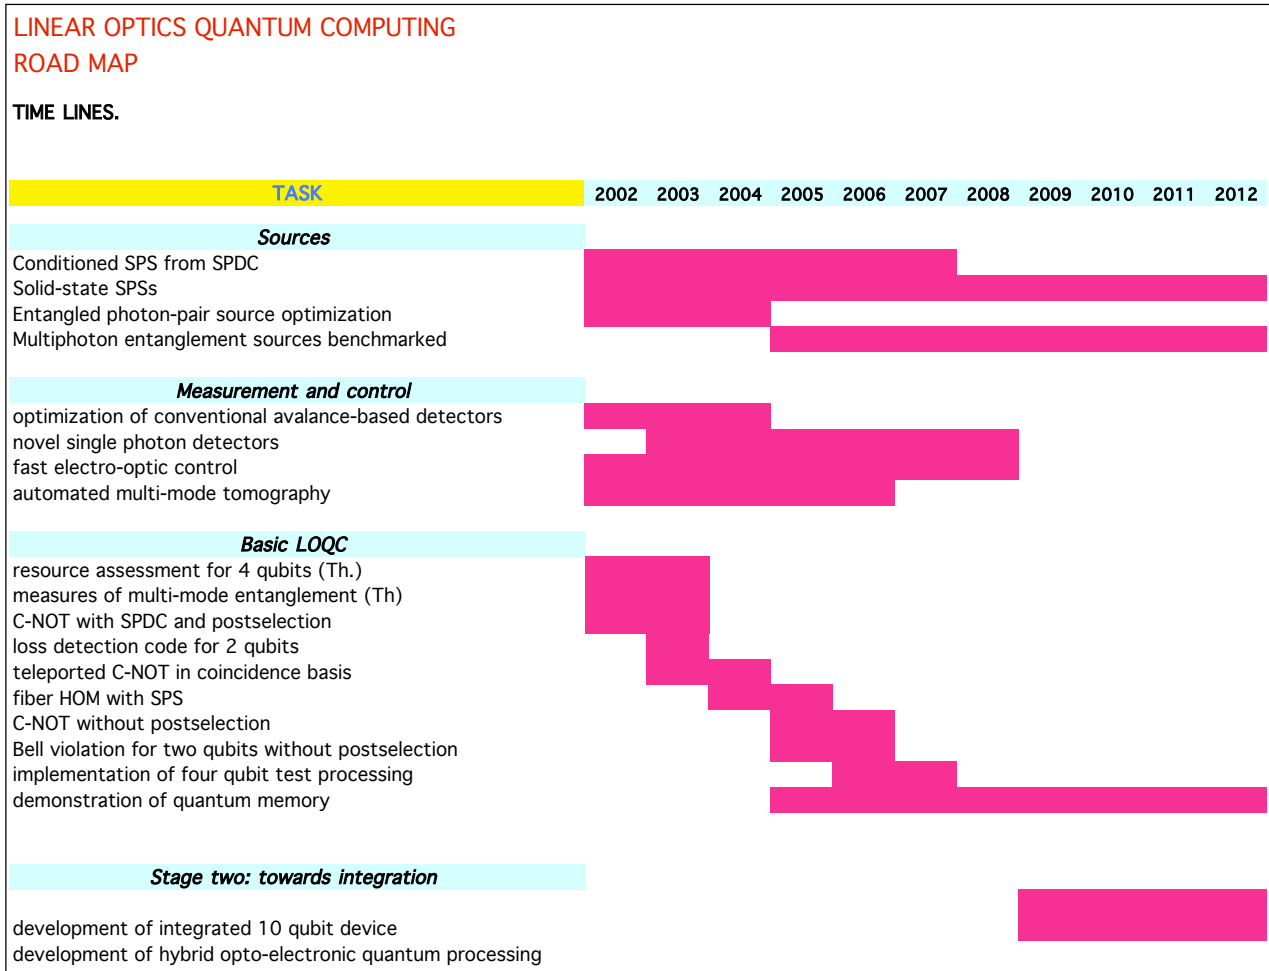 LINEAR OPTICS QUANTUM COMPUTING
ROAD MAP
TIME LINES.
TASK 2002 2003 2004 2005 2006 2007 2008 2009 2010 2011 2012
Sources
Conditioned SPS from SPDC
Solid-state SPSs
Entangled photon-pair source optimization
Multiphoton entanglement sources benchmarked
Measurement and control
optimization of conventional avalance-based detectors
novel single photon detectors
fast electro-optic control
automated multi-mode tomography
Basic LOQC
resource assessment for 4 qubits (Th.)
measures of multi-mode entanglement (Th)
C-NOT with SPDC and postselection
loss detection code for 2 qubits
teleported C-NOT in coincidence basis
fiber HOM with SPS
C-NOT without postselection
Bell violation for two qubits without postselection
implementation of four qubit test processing
demonstration of quantum memory
Stage two: towards integration
development of integrated 10 qubit device
development of hybrid opto-electronic quantum processing